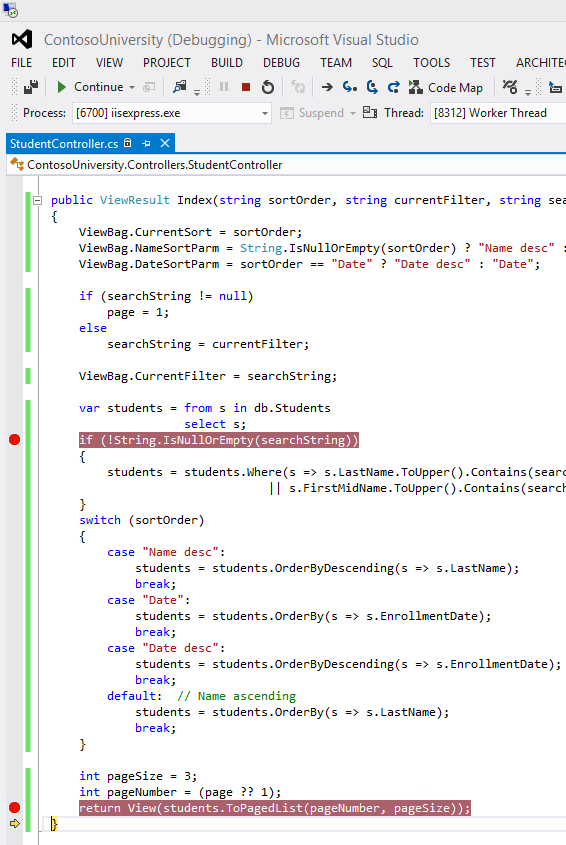 ContosoUniversity (Debugging) - Microsoft Visual Studio
FILE EDIT VIEW PROJECT BUILD DEBUG TEAM SQL TOOLS TEST ARCHITE
Continue Code Map
Process: [6700] iisexpress.exe Suspend Thread: [8312] Worker Thread
StudentController.cs
ContosoUniversity.Controllers.StudentController
public ViewResult Index(string sortOrder, string currentFilter, string sea
{
ViewBag.CurrentSort = sortOrder;
ViewBag.NameSortParm = String.IsNullOrEmpty(sortOrder) ? "Name desc" :
ViewBag.DateSortParm = sortOrder == "Date" ? "Date desc" : "Date";
if (searchString != null)
page = 1;
else
searchString = currentFilter;
ViewBag.CurrentFilter = searchString;
var students = from s in db.Students
select s;
if (!String.IsNullOrEmpty(searchString))
{
students = students.Where(s => s.LastName.ToUpper().Contains(searc
|| s.FirstMidName.ToUpper().Contains(searc
}
switch (sortOrder)
{
case "Name desc":
students = students.OrderByDescending(s => s.LastName);
break;
case "Date":
students = students.OrderBy(s => s.EnrollmentDate);
break;
case "Date desc":
students = students.OrderByDescending(s => s.EnrollmentDate);
break;
default: // Name ascending
students = students.OrderBy(s => s.LastName);
break;
}
int pageSize = 3;
int pageNumber = (page ?? 1);
return View(students.ToPagedList(pageNumber, pageSize));
}